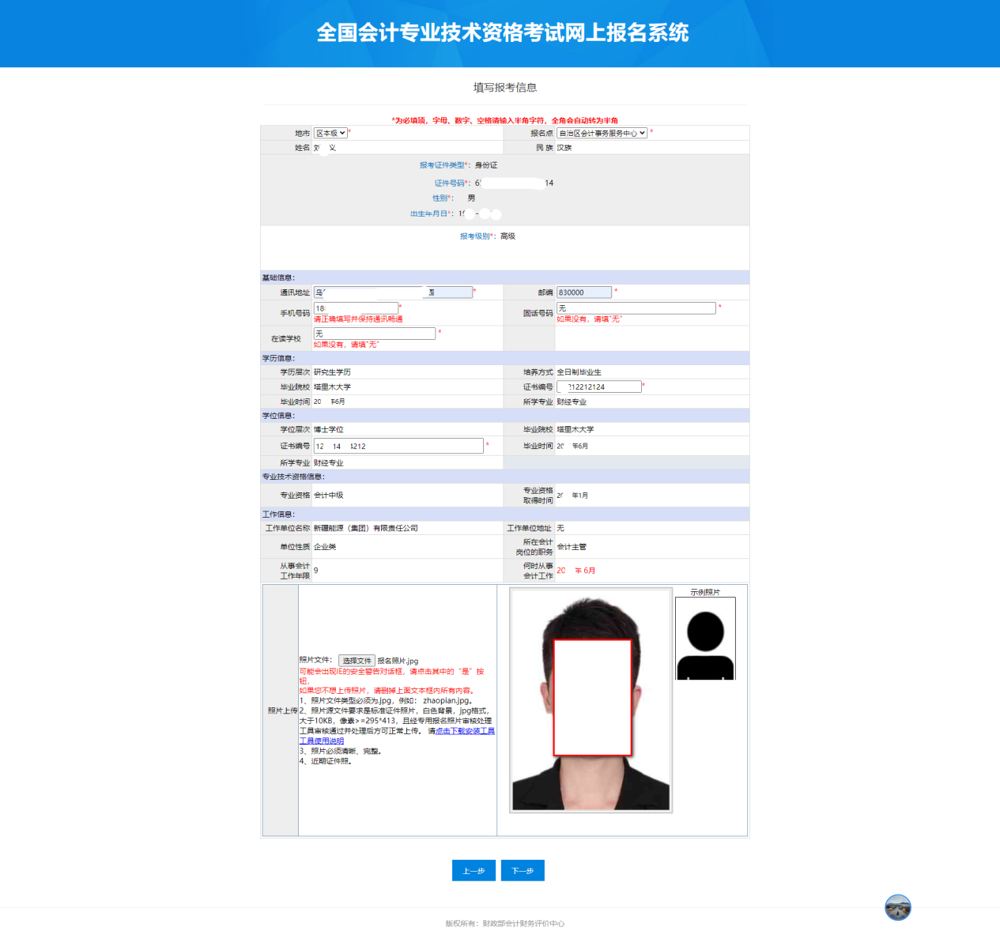 全国会计专业技术资格考试网上报名系统
填写报考信息
*为必填项，字母、数字、空格请输入半角字符，全角会自动转为半角
地市 区本级 * 报名点 自治区会计事务服务中心 *
姓名 刘 义 民 族 汉族
报考证件类型*： 身份证
证件号码*： 6 14
性别*： 男
出生年月日*： 19 -
报考级别*： 高级
基础信息：
通讯地址 * 邮编 830000 *
手机号码 18 * 固话号码 无 *
请正确填写并保持通讯畅通 如果没有，请填"无"
在读学校 无 *
如果没有，请填"无"
学历信息：
学历层次 研究生学历 培养方式 全日制毕业生
毕业院校 塔里木大学 证书编号 212212124 *
毕业时间 20 年6月 所学专业 财经专业
学位信息：
学位层次 博士学位 毕业院校 塔里木大学
证书编号 12 14 4212 * 毕业时间 20 年6月
所学专业 财经专业
专业技术资格信息：
专业资格 会计中级 专业资格取得时间 20 年1月
工作信息：
工作单位名称 新疆能源（集团）有限责任公司 工作单位地址 无
单位性质 企业类 所在会计岗位的职务 会计主管
从事会计工作年限 9 何时从事会计工作 20 年 6月
示例照片
照片文件： 选择文件 报名照片.jpg
可能会出现IE的安全警告对话框，请点击其中的"是"按
钮，
如果您不想上传照片，请删掉上面文本框内所有内容。
1、照片文件类型必须为.jpg，例如： zhaopian.jpg。
照片上传 2、照片源文件要求是标准证件照片，白色背景，jpg格式，
大于10KB，像素>=295*413，且经专用报名照片审核处理
工具审核通过并处理后方可正常上传。 请点击下载安装工具
工具使用说明
3、照片必须清晰、完整。
4、近期证件照。
上一步 下一步
版权所有：财政部会计财务评价中心